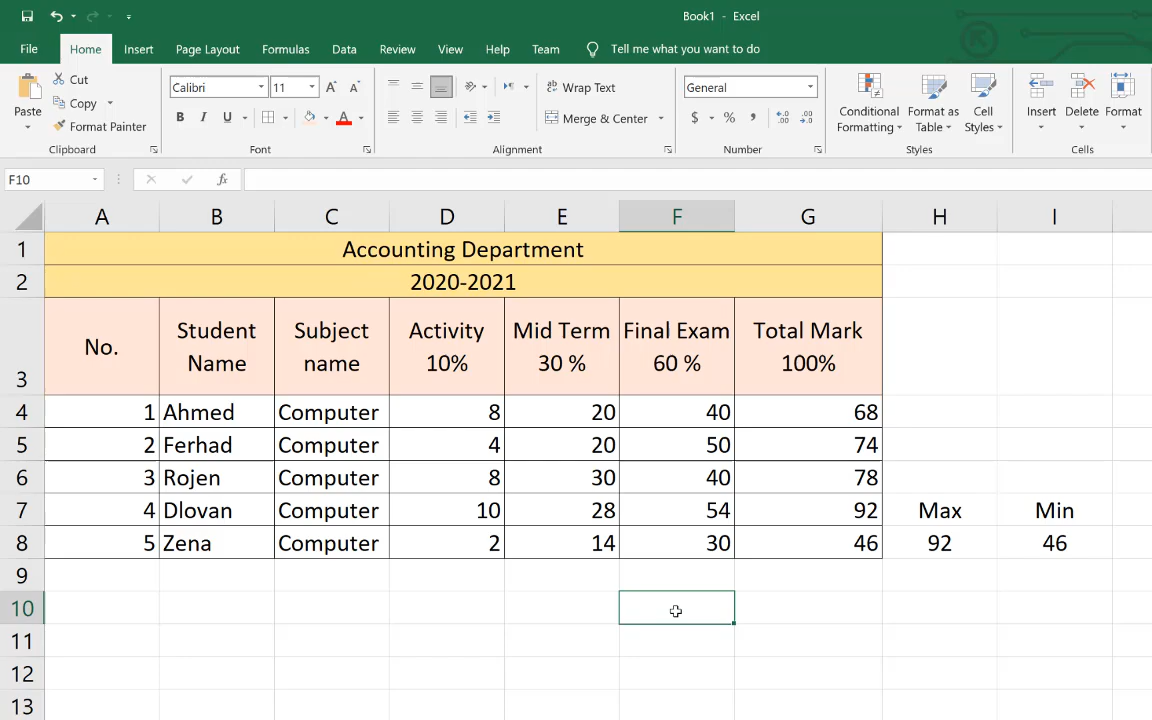 Book1 - Excel
File Home Insert Page Layout Formulas Data Review View Help Team Tell me what you want to do
Paste
Cut
Copy
Format Painter
Clipboard
Calibri 11
B I U
Font
Wrap Text
Merge & Center
Alignment
General
$ % ,
Number
Conditional Formatting
Format as Table
Cell Styles
Styles
Insert Delete Format
Cells
F10 fx
A B C D E F G H I
1 Accounting Department
2 2020-2021
3 No. Student Name Subject name Activity 10% Mid Term 30 % Final Exam 60 % Total Mark 100%
4 1 Ahmed Computer 8 20 40 68
5 2 Ferhad Computer 4 20 50 74
6 3 Rojen Computer 8 30 40 78
7 4 Dlovan Computer 10 28 54 92 Max Min
8 5 Zena Computer 2 14 30 46 92 46
9
10
11
12
13